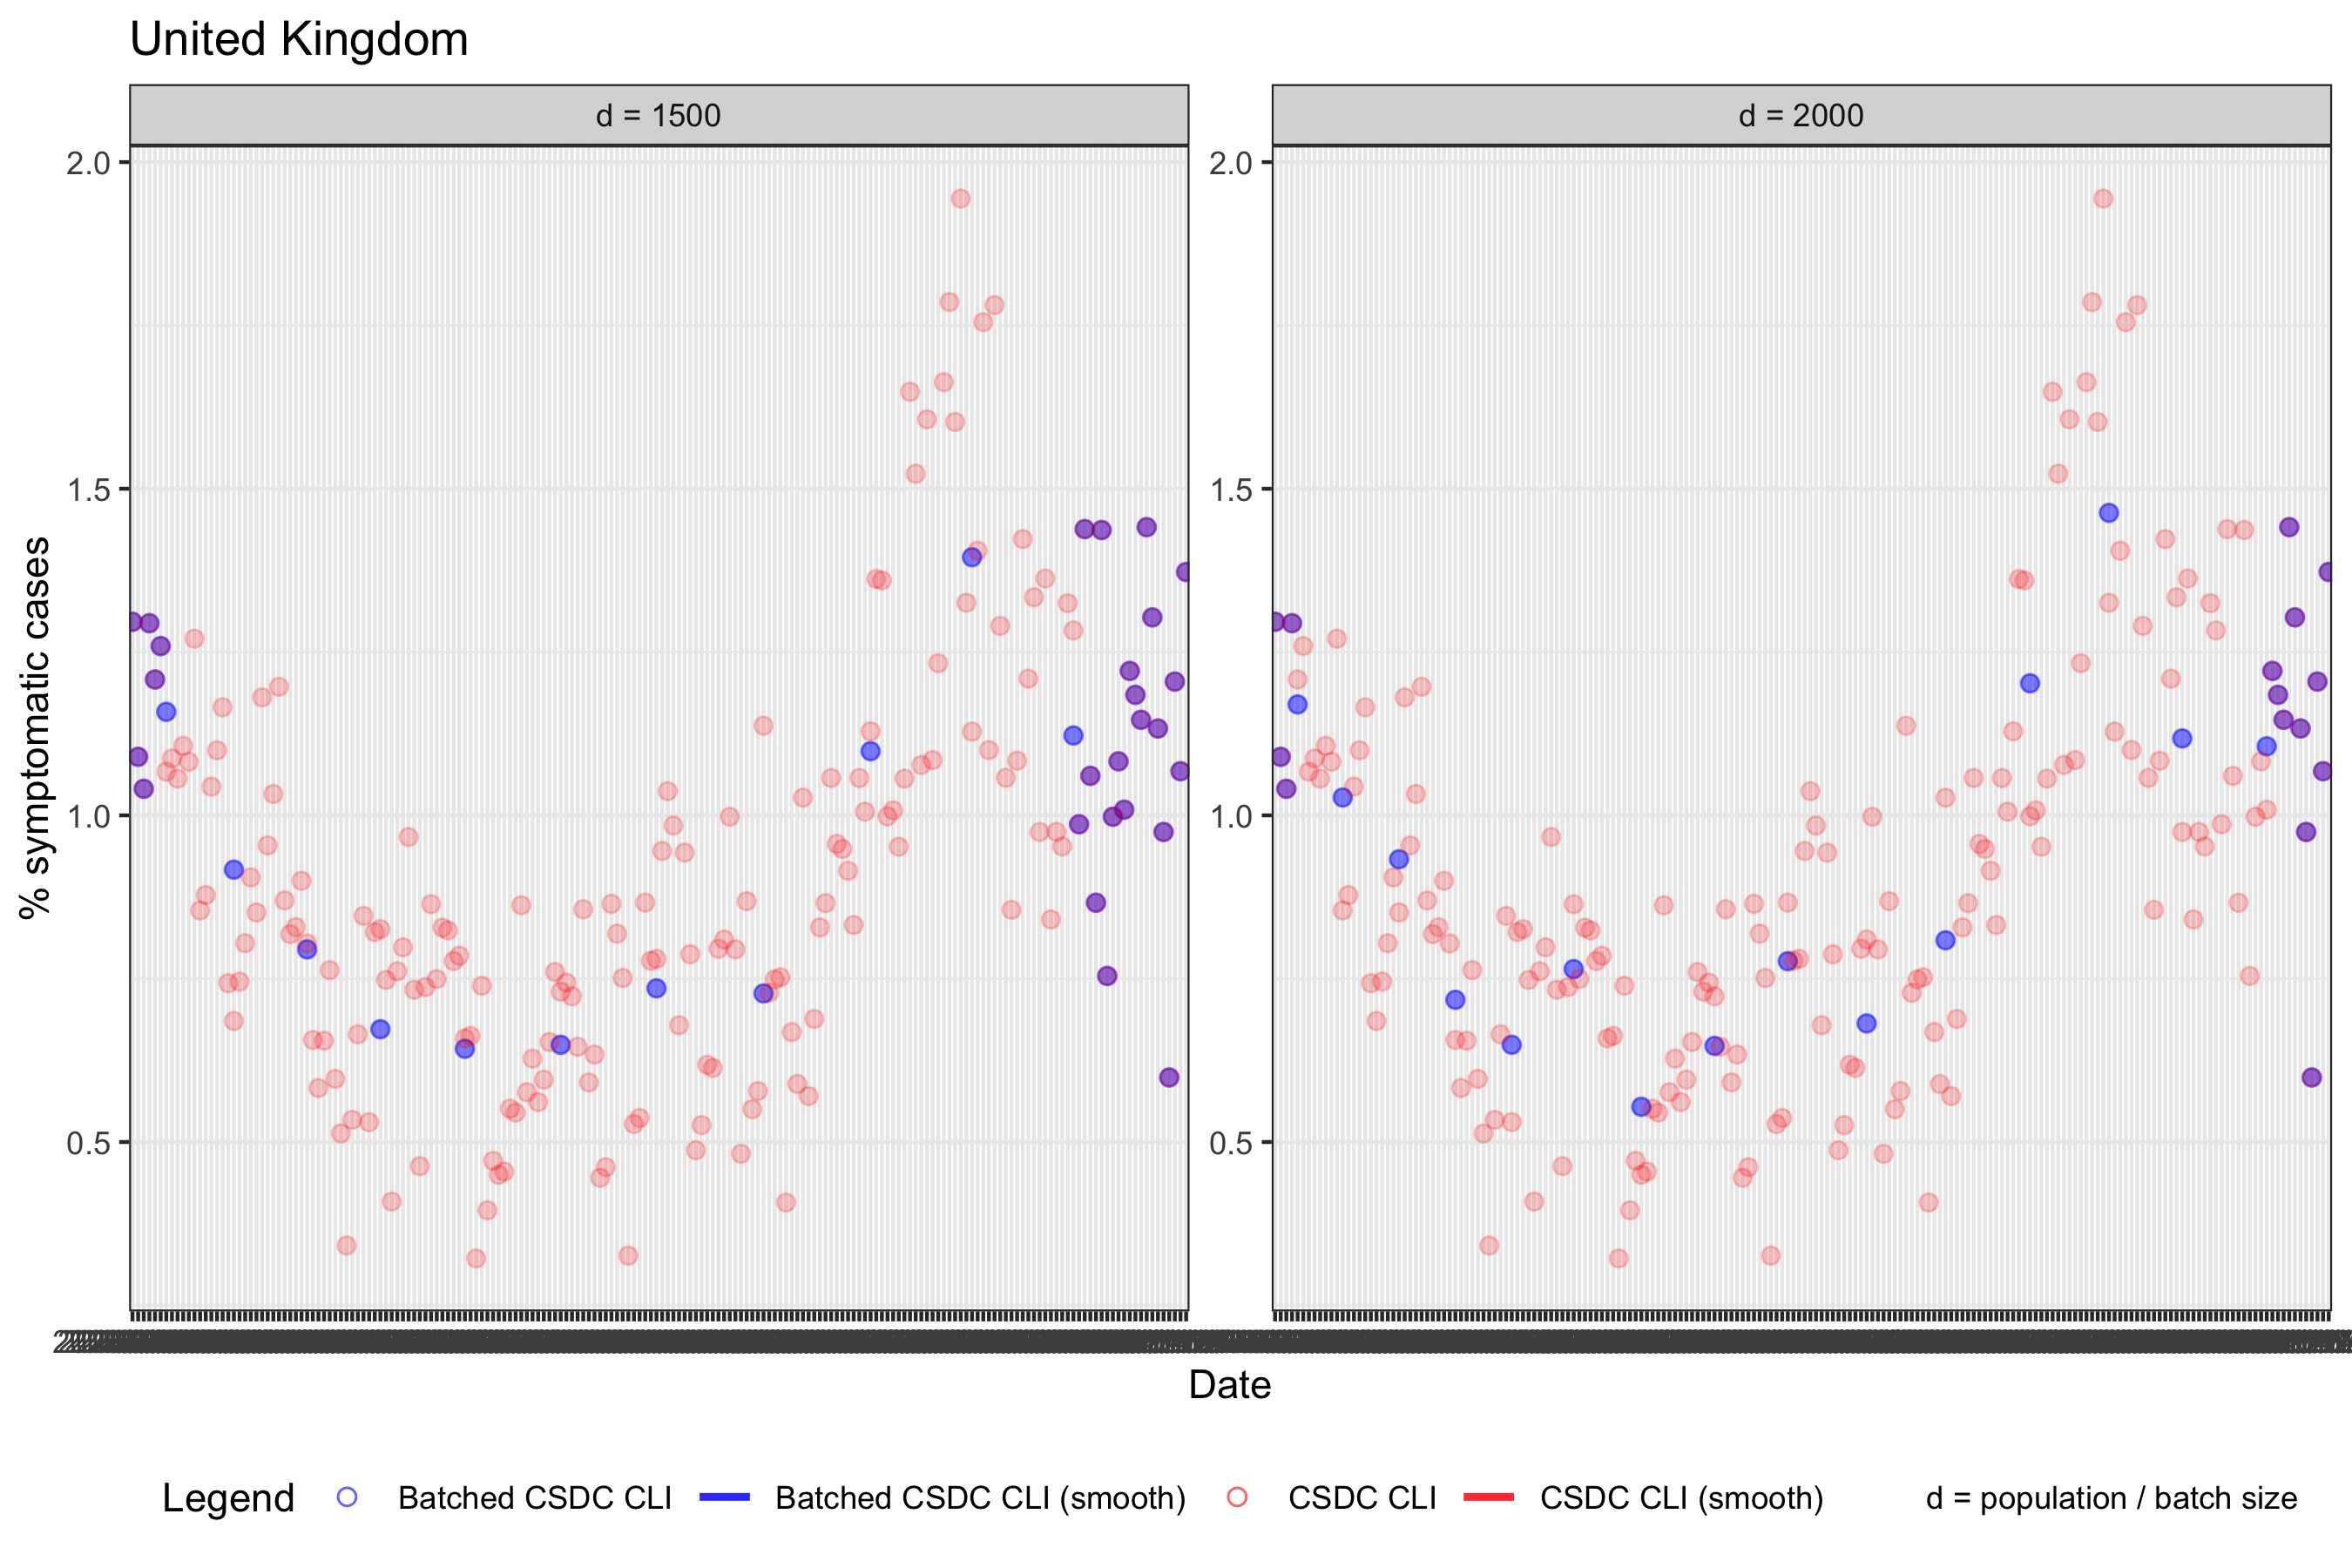 United Kingdom
d = 1500
d = 2000
% symptomatic cases
2.0
1.5
1.0
0.5
2.0
1.5
1.0
0.5
Date
Legend
Batched CSDC CLI
Batched CSDC CLI (smooth)
CSDC CLI
CSDC CLI (smooth)
d = population / batch size